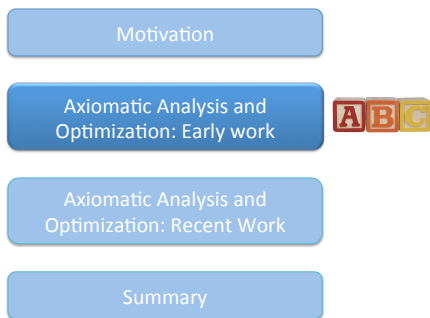 Motivation
Axiomatic Analysis and
Optimization: Early work
A B C
Axiomatic Analysis and
Optimization: Recent Work
Summary